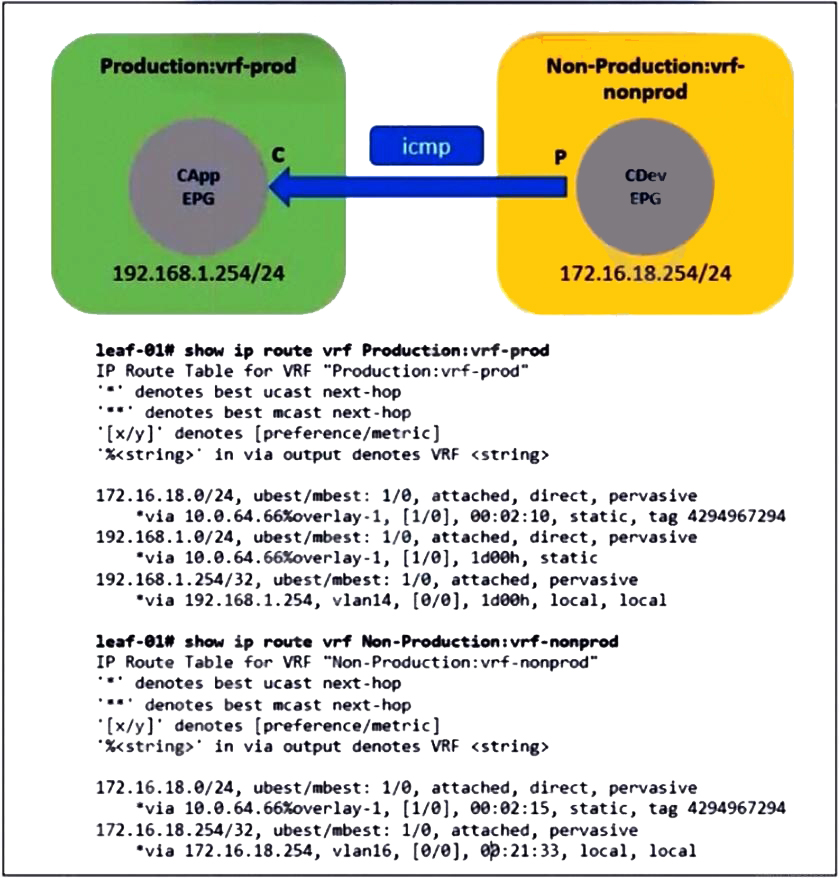 Production:vrf-prod
Non-Production:vrf-
nonprod
C
icmp
P
CApp
EPG
CDev
EPG
192.168.1.254/24
172.16.18.254/24
leaf-01# show ip route vrf Production:vrf-prod
IP Route Table for VRF "Production:vrf-prod"
'*' denotes best ucast next-hop
'**' denotes best mcast next-hop
'[x/y]' denotes [preference/metric]
'%<string>' in via output denotes VRF <string>
172.16.18.0/24, ubest/mbest: 1/0, attached, direct, pervasive
*via 10.0.64.66%overlay-1, [1/0], 00:02:10, static, tag 4294967294
192.168.1.0/24, ubest/mbest: 1/0, attached, direct, pervasive
*via 10.0.64.66%overlay-1, [1/0], 1d00h, static
192.168.1.254/32, ubest/mbest: 1/0, attached, pervasive
*via 192.168.1.254, vlan14, [0/0], 1d00h, local, local
leaf-01# show ip route vrf Non-Production:vrf-nonprod
IP Route Table for VRF "Non-Production:vrf-nonprod"
'*' denotes best ucast next-hop
'**' denotes best mcast next-hop
'[x/y]' denotes [preference/metric]
'%<string>' in via output denotes VRF <string>
172.16.18.0/24, ubest/mbest: 1/0, attached, direct, pervasive
*via 10.0.64.66%overlay-1, [1/0], 00:02:15, static, tag 4294967294
172.16.18.254/32, ubest/mbest: 1/0, attached, pervasive
*via 172.16.18.254, vlan16, [0/0], 00:21:33, local, local